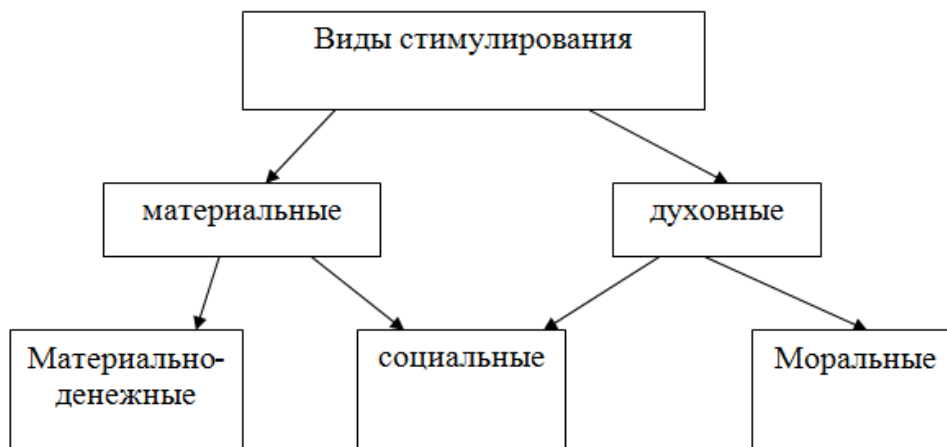 Виды стимулирования
материальные
духовные
Материально-
денежные
социальные
Моральные